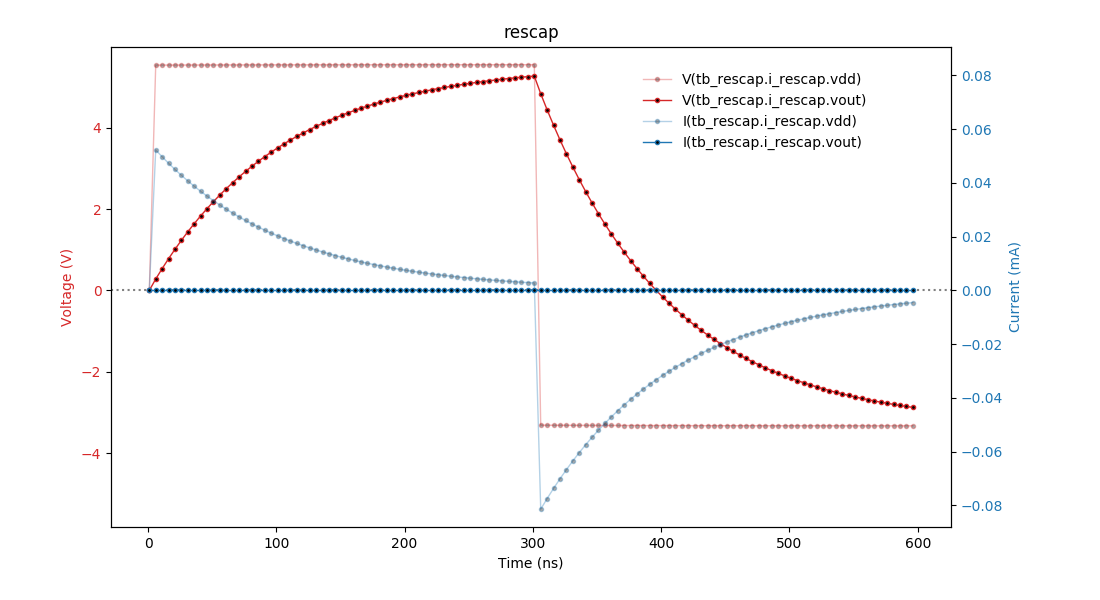 rescap
V(tb_rescap.i_rescap.vdd)
V(tb_rescap.i_rescap.vout)
I(tb_rescap.i_rescap.vdd)
I(tb_rescap.i_rescap.vout)
Voltage (V)
4
2
0
−2
−4
0.08
0.06
0.04
0.02
0.00
−0.02
−0.04
−0.06
−0.08
Current (mA)
0 100 200 300 400 500 600
Time (ns)